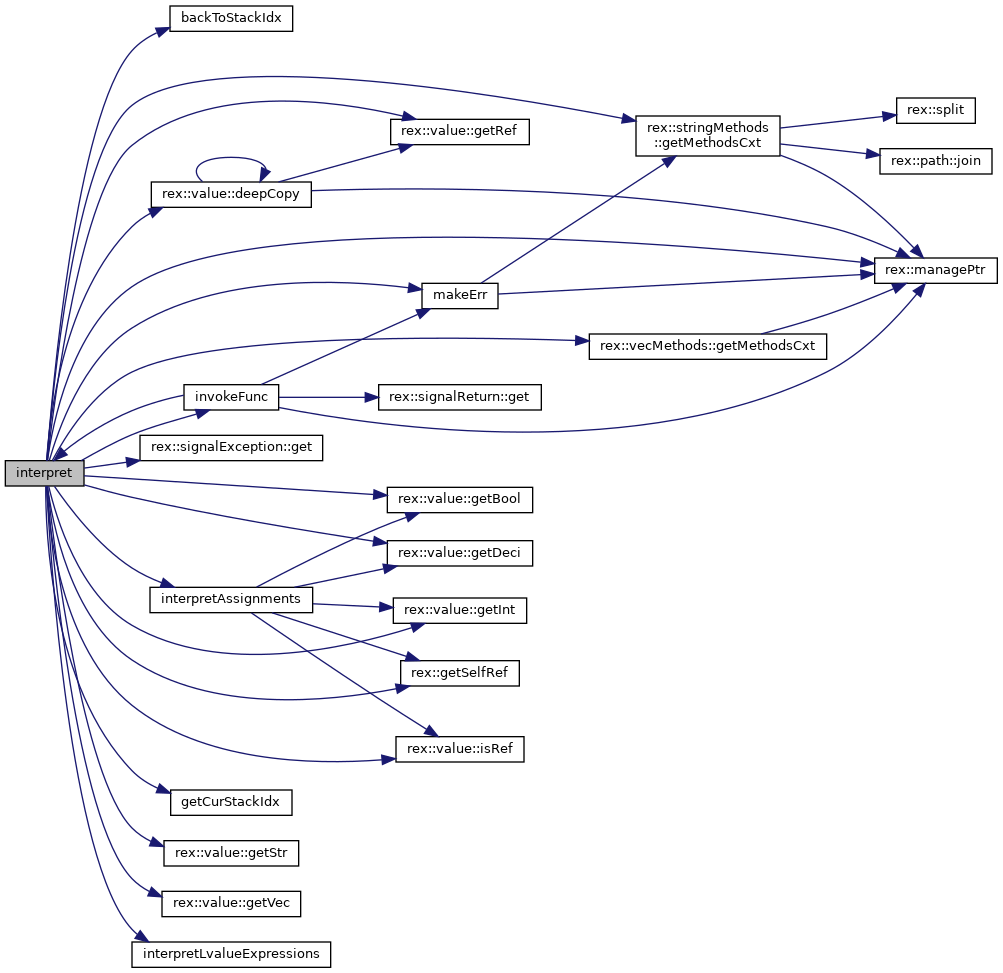 backToStackIdx
rex::split
rex::stringMethods
::getMethodsCxt
rex::value::getRef
rex::path::join
rex::value::deepCopy
rex::managePtr
makeErr
rex::vecMethods::getMethodsCxt
invokeFunc
rex::signalReturn::get
rex::signalException::get
interpret
rex::value::getBool
rex::value::getDeci
interpretAssignments
rex::value::getInt
rex::getSelfRef
rex::value::isRef
getCurStackIdx
rex::value::getStr
rex::value::getVec
interpretLvalueExpressions